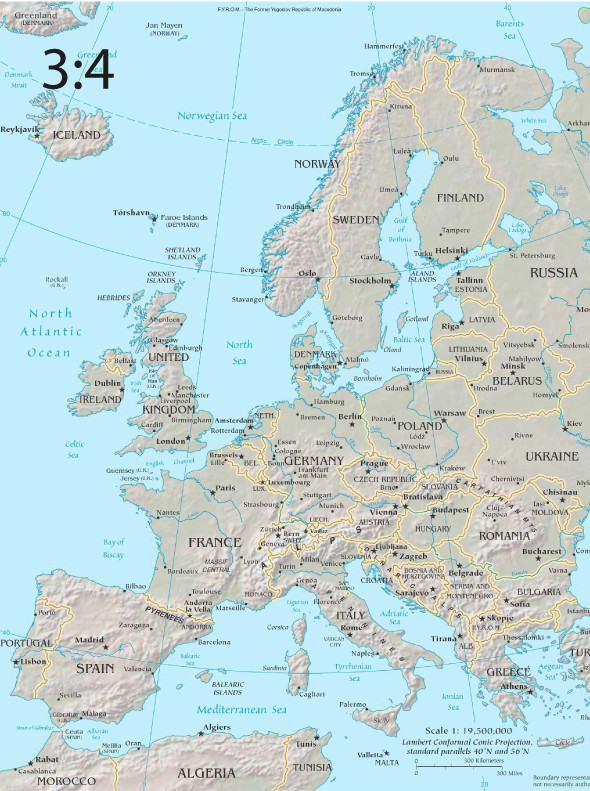 F.Y.R.O.M. - The Former Yugoslav Republic of Macedonia
Greenland
(DENMARK)
Jan Mayen
(NORWAY)
20
Barents
Sea
3:4
Denmark
Strait
Hammerfest
Tromsø
Murmansk
Kiruna
White Sea
Norwegian Sea
Reykjavík
ICELAND
Arctic Circle
Luleå
Oulu
NORWAY
Umeå
FINLAND
Tórshavn
Faroe Islands
(DENMARK)
Trondheim
SWEDEN
Gulf
of
Bothnia
Lake
Ladoga
Tampere
SHETLAND
ISLANDS
Bergen
Oslo
Gävle
Turku
Helsinki
St. Petersburg
Gulf of Finland
ALAND
ISLANDS
RUSSIA
Rockall
(U.K.)
ORKNEY
ISLANDS
Stockholm
Tallinn
ESTONIA
HEBRIDES
Stavanger
North
Atlantic
Ocean
Aberdeen
Göteborg
Gotland
Riga
LATVIA
Glasgow
Edinburgh
North
Sea
Baltic Sea
Belfast
UNITED
KINGDOM
DENMARK
Copenhagen
Malmö
Öland
LITHUANIA
Vilnius
Vitsyebsk
Smolensk
Dublin
IRELAND
Irish
Sea
Leeds
Manchester
Liverpool
Bornholm
Kaliningrad
RUSSIA
Mahilyow
Minsk
BELARUS
Gdańsk
Hrodna
Homyel'
Birmingham
Cardiff
Amsterdam
NETH.
Hamburg
Bremen
Berlin
Poznań
Warsaw
Brest
Celtic
Sea
London
Rotterdam
POLAND
Łódź
Kiev
Brussels
Lille
BEL.
Essen
Cologne
Bonn
Leipzig
Wrocław
Rivne
English Channel
Guernsey (U.K.)
Jersey (U.K.)
GERMANY
Frankfurt
am Main
Prague
Kraków
L'viv
UKRAINE
LUX.
Luxembourg
CZECH REPUBLIC
Brno
SLOVAKIA
CARPATHIAN MTS.
Chernivtsi
Paris
Strasbourg
Stuttgart
Bratislava
Chisinau
Nantes
Munich
Vienna
Budapest
Cluj-
Napoca
Iaşi
MOLDOVA
LIECH.
Vaduz
AUSTRIA
HUNGARY
Bay of
Biscay
FRANCE
Zürich
Bern
SWITZ.
Geneva
ALPS
SLOVENIA
Ljubljana
Zagreb
ROMANIA
MASSIF
CENTRAL
Lyon
Milan
Venice
Turin
CROATIA
Bucharest
Bordeaux
Genoa
SAN
MARINO
BOSNIA AND
HERZEGOVINA
Belgrade
Varna
Bilbao
Toulouse
MONACO
Ligurian
Sea
Florence
Sarajevo
SERBIA AND
MONTENEGRO
BULGARIA
Andorra
la Vella
Marseille
Sofia
Porto
PYRENEES
ANDORRA
Corsica
ITALY
Rome
Adriatic
Sea
Skopje
F.Y.R.O.M.
Istanbul
PORTUGAL
Madrid
Zaragoza
Barcelona
VATICAN
CITY
Tirana
ALB.
Thessaloniki
Lisbon
SPAIN
Valencia
Balearic
Sea
Sardinia
Naples
Tyrrhenian
Sea
GREECE
Aegean
Sea
BALEARIC
ISLANDS
Cagliari
Athens
Sevilla
Mediterranean Sea
Palermo
Ionian
Sea
Gibraltar (U.K.)
Málaga
Sicily
Strait of Gibraltar
Ceuta
(SPAIN)
Alboran
Sea
Algiers
Scale 1: 19,500,000
Melilla
(SPAIN)
Oran
Tunis
Lambert Conformal Conic Projection,
standard parallels 40°N and 56°N
Crete
Rabat
Casablanca
Valletta
MALTA
300 Kilometers
300 Miles
MOROCCO
ALGERIA
TUNISIA
20
Boundary representa
not necessarily auth